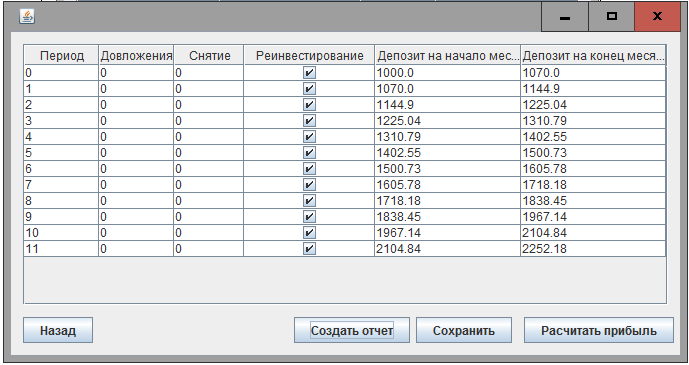 Период Довложения Снятие Реинвестирование Депозит на начало мес... Депозит на конец меся...
0 0 0 1000.0 1070.0
1 0 0 1070.0 1144.9
2 0 0 1144.9 1225.04
3 0 0 1225.04 1310.79
4 0 0 1310.79 1402.55
5 0 0 1402.55 1500.73
6 0 0 1500.73 1605.78
7 0 0 1605.78 1718.18
8 0 0 1718.18 1838.45
9 0 0 1838.45 1967.14
10 0 0 1967.14 2104.84
11 0 0 2104.84 2252.18
Назад Создать отчет Сохранить Расчитать прибыль